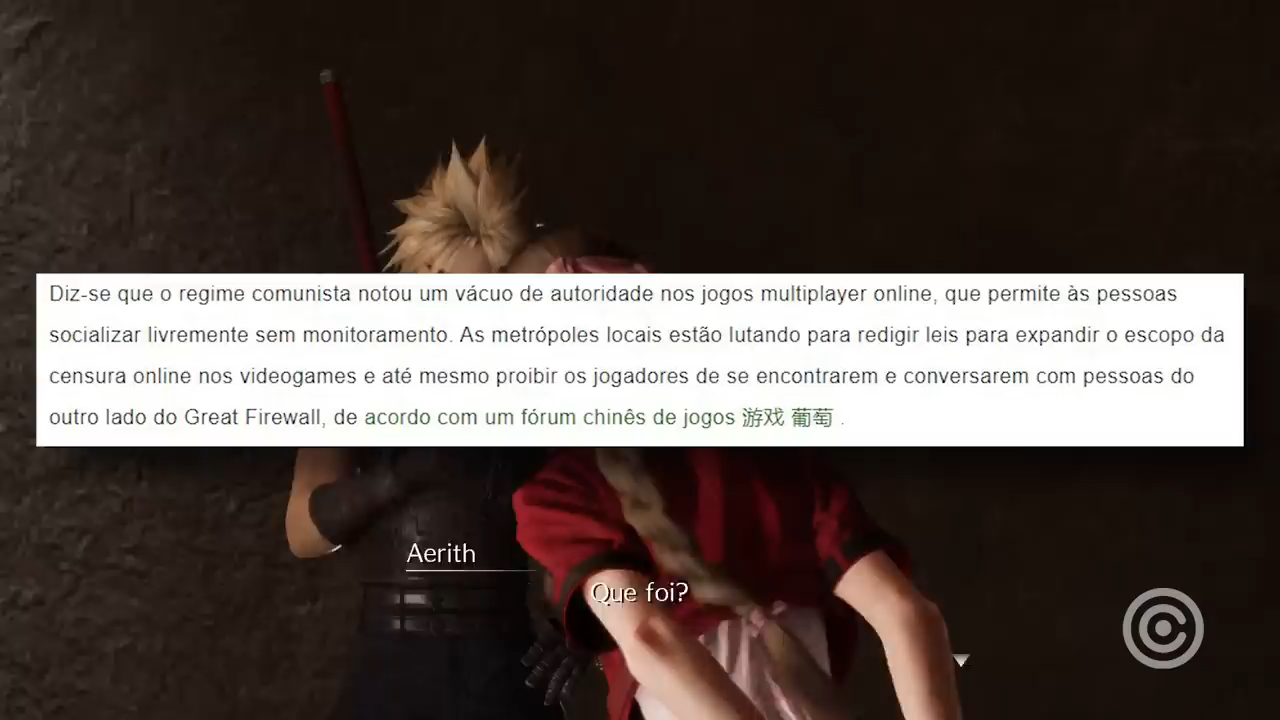 Diz-se que o regime comunista notou um vácuo de autoridade nos jogos multiplayer online, que permite às pessoas
socializar livremente sem monitoramento. As metrópoles locais estão lutando para redigir leis para expandir o escopo da
censura online nos videogames e até mesmo proibir os jogadores de se encontrarem e conversarem com pessoas do
outro lado do Great Firewall, de acordo com um fórum chinês de jogos 游戏 葡萄 .
Aerith
Que foi?